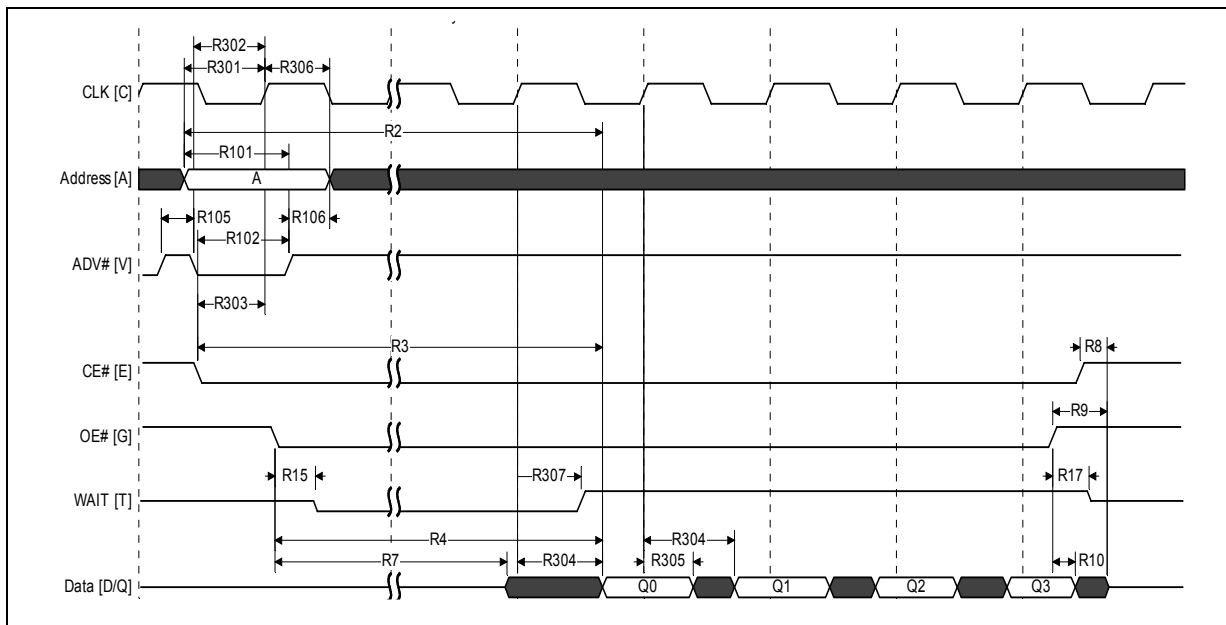 R302
R301 R306
CLK [C]
R2
R101
Address [A] A
R105 R106
R102
ADV# [V]
R303
R3 R8
CE# [E]
R9
OE# [G]
R15 R307 R17
WAIT [T]
R4 R304
R7 R304 R305 R10
Data [D/Q] Q0 Q1 Q2 Q3